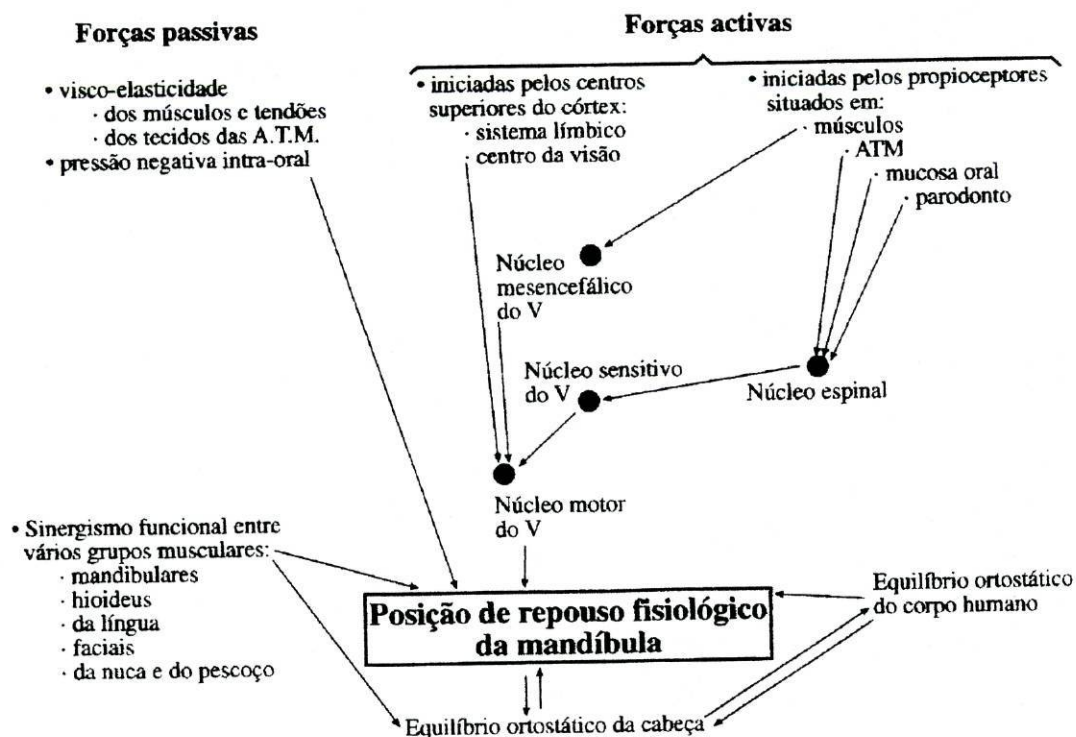 Forças passivas
• visco-elasticidade
· dos músculos e tendões
· dos tecidos das A.T.M.
• pressão negativa intra-oral
Forças activas
• iniciadas pelos centros
superiores do córtex:
· sistema límbico
· centro da visão
• iniciadas pelos propioceptores
situados em:
· músculos
· ATM
· mucosa oral
· parodonto
Núcleo
mesencefálico
do V
Núcleo sensitivo
do V
Núcleo espinal
Núcleo motor
do V
• Sinergismo funcional entre
vários grupos musculares:
· mandibulares
· hioideus
· da língua
· faciais
· da nuca e do pescoço
Posição de repouso fisiológico
da mandíbula
Equilíbrio ortostático
do corpo humano
Equilíbrio ortostático da cabeça